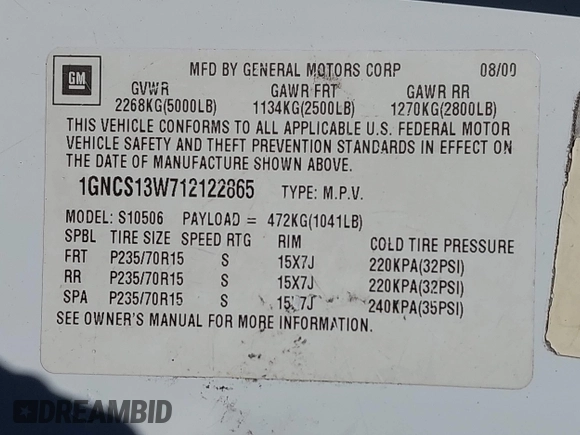 GM
MFD BY GENERAL MOTORS CORP 08/00
GVWR GAWR FRT GAWR RR
2268KG(5000LB) 1134KG(2500LB) 1270KG(2800LB)
THIS VEHICLE CONFORMS TO ALL APPLICABLE U.S. FEDERAL MOTOR
VEHICLE SAFETY AND THEFT PREVENTION STANDARDS IN EFFECT ON
THE DATE OF MANUFACTURE SHOWN ABOVE.
1GNCS13W712122865 TYPE: M.P.V.
MODEL: S10506 PAYLOAD = 472KG(1041LB)
SPBL TIRE SIZE SPEED RTG RIM COLD TIRE PRESSURE
FRT P235/70R15 S 15X7J 220KPA(32PSI)
RR P235/70R15 S 15X7J 220KPA(32PSI)
SPA P235/70R15 S 15X7J 240KPA(35PSI)
SEE OWNER'S MANUAL FOR MORE INFORMATION.
DREAMBID